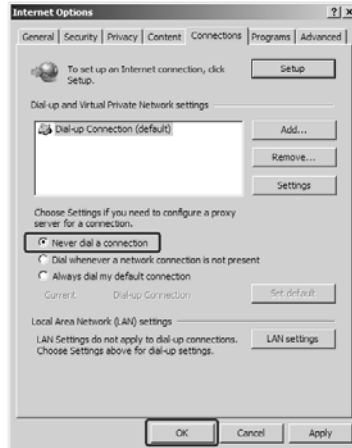 Internet Options
General Security Privacy Content Connections Programs Advanced
To set up an Internet connection, click
Setup.
Setup
Dial-up and Virtual Private Network settings
Dial-up Connection (default)
Add...
Remove...
Settings
Choose Settings if you need to configure a proxy
server for a connection.
Never dial a connection
Dial whenever a network connection is not present
Always dial my default connection
Current Dial-up Connection Set default
Local Area Network (LAN) settings
LAN Settings do not apply to dial-up connections.
Choose Settings above for dial-up settings.
LAN settings
OK Cancel Apply